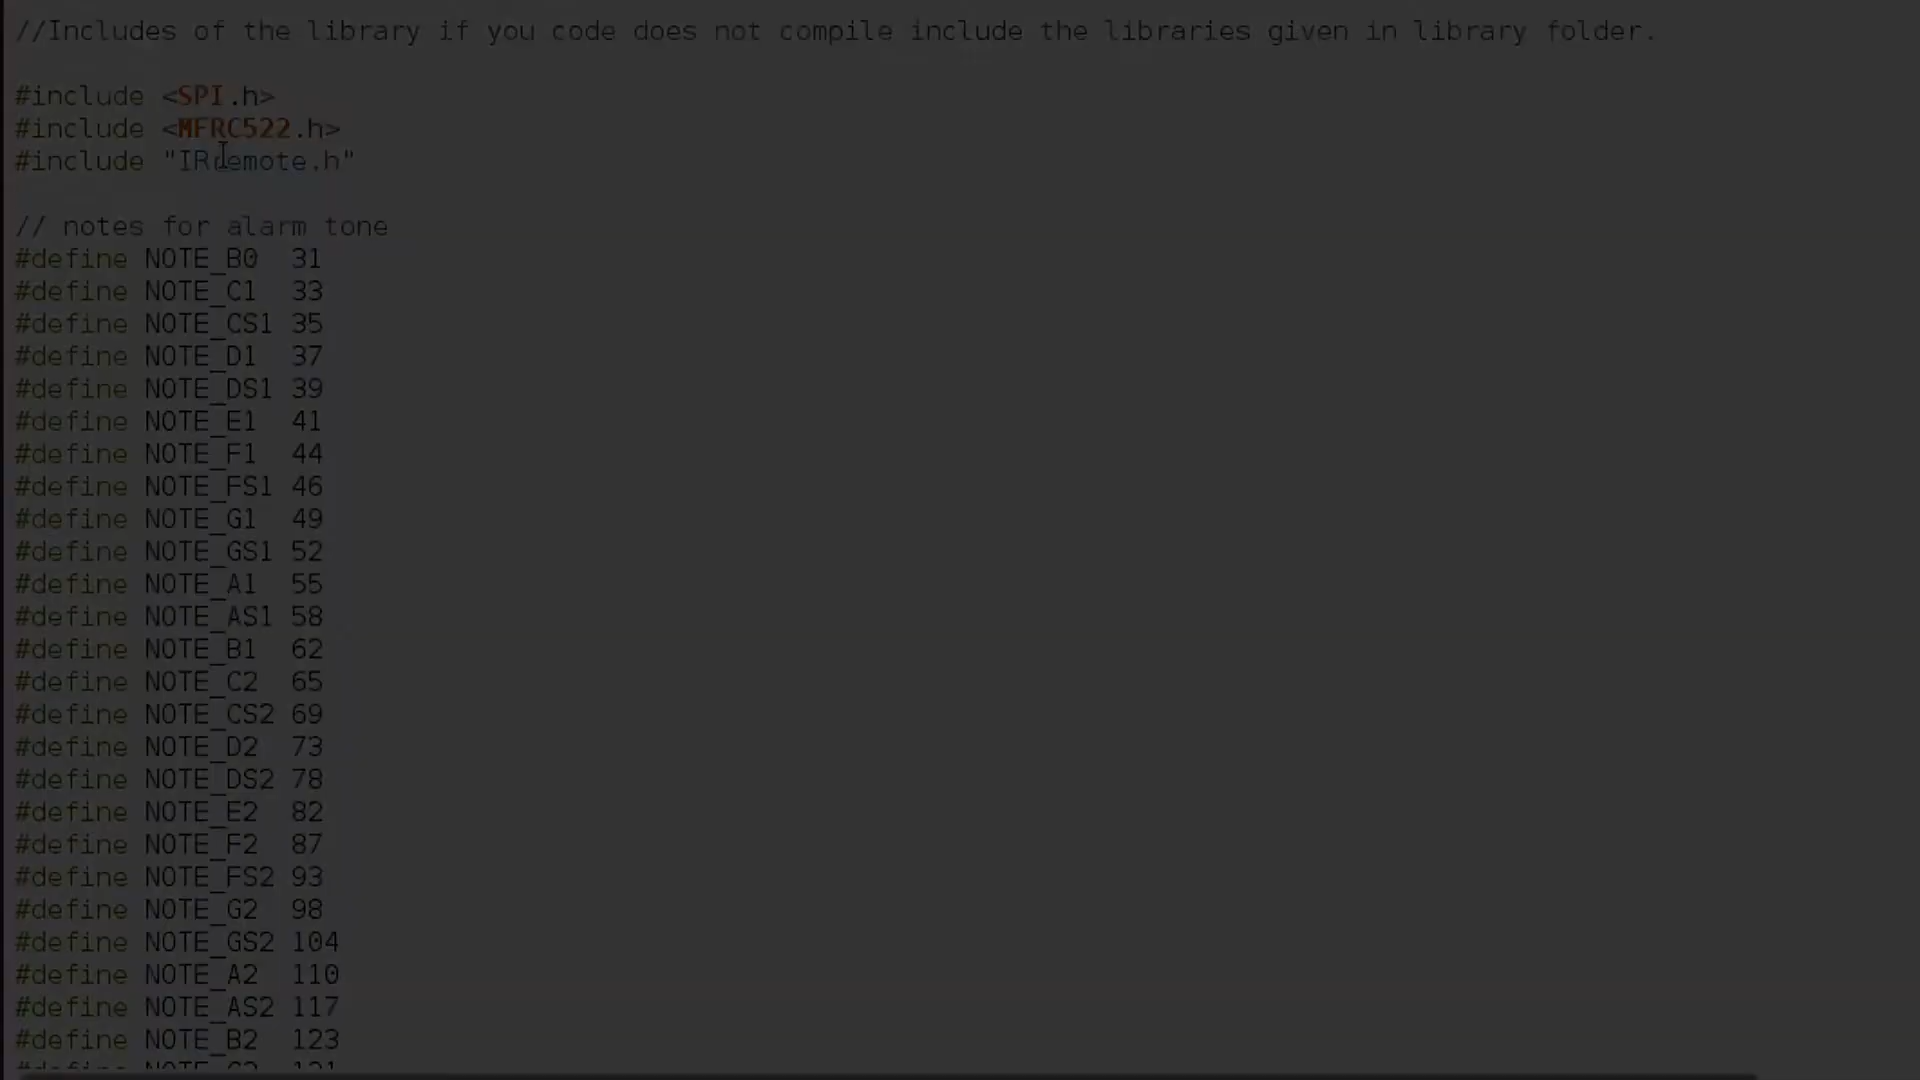 //Includes of the library if you code does not compile include the libraries given in library folder.
#include <SPI.h>
#include <MFRC522.h>
#include "IRremote.h"
// notes for alarm tone
#define NOTE_B0  31
#define NOTE_C1  33
#define NOTE_CS1 35
#define NOTE_D1  37
#define NOTE_DS1 39
#define NOTE_E1  41
#define NOTE_F1  44
#define NOTE_FS1 46
#define NOTE_G1  49
#define NOTE_GS1 52
#define NOTE_A1  55
#define NOTE_AS1 58
#define NOTE_B1  62
#define NOTE_C2  65
#define NOTE_CS2 69
#define NOTE_D2  73
#define NOTE_DS2 78
#define NOTE_E2  82
#define NOTE_F2  87
#define NOTE_FS2 93
#define NOTE_G2  98
#define NOTE_GS2 104
#define NOTE_A2  110
#define NOTE_AS2 117
#define NOTE_B2  123